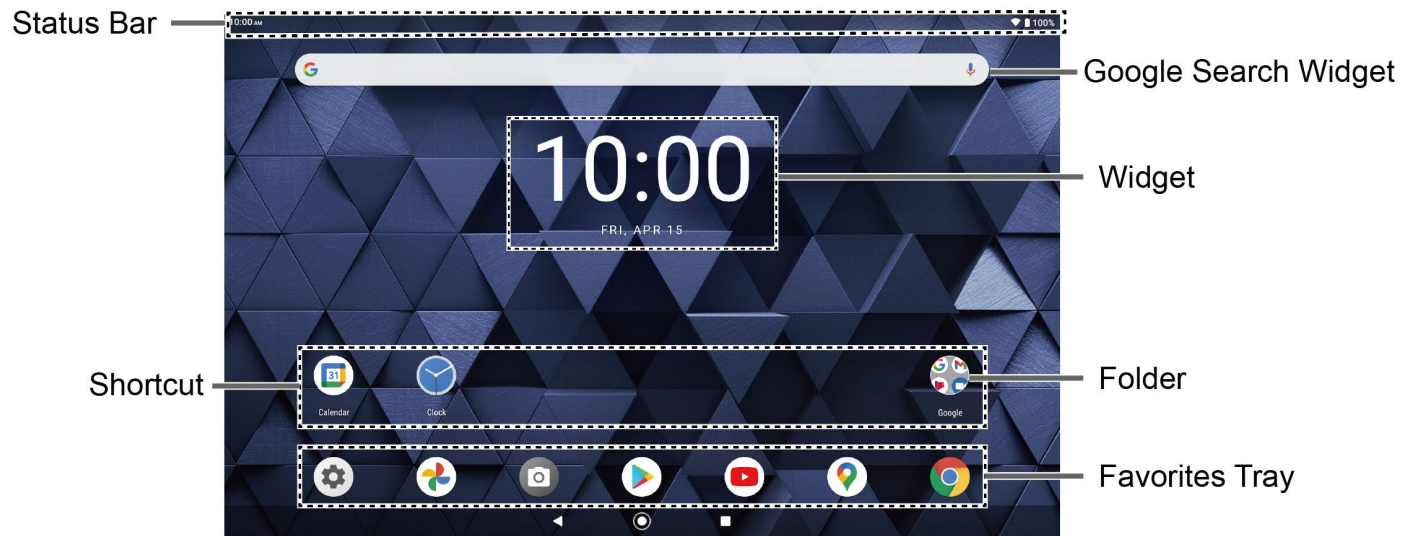 Status Bar
10:00 AM
100%
Google Search Widget
10:00
FRI, APR 15
Widget
Shortcut
31
Calendar
Clock
Google
Folder
Favorites Tray